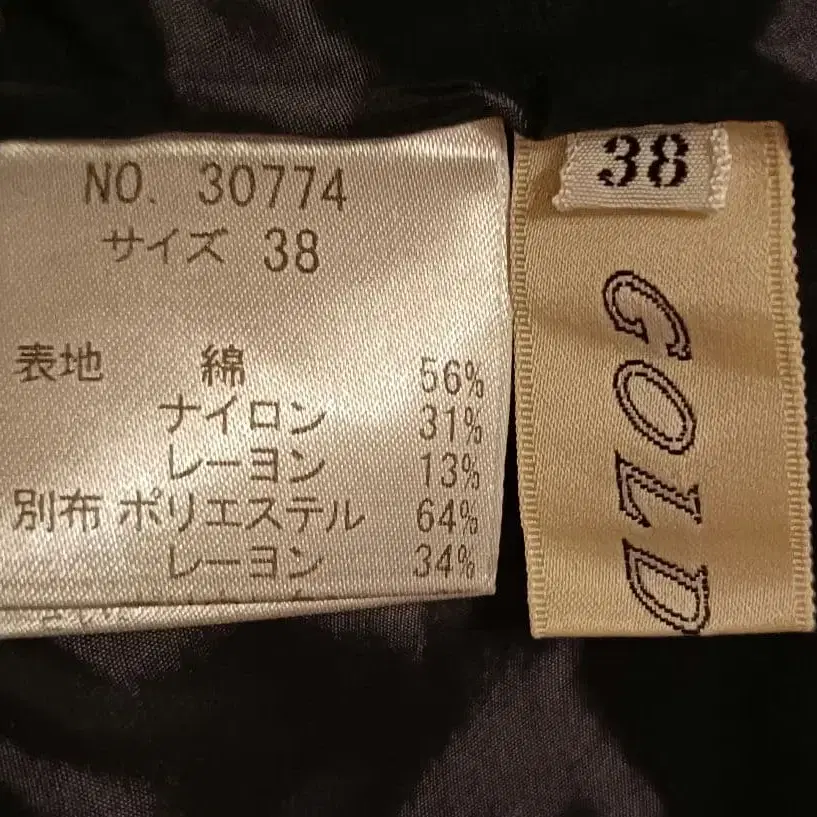 NO. 30774
サイズ 38
表地 綿 56%
ナイロン 31%
レーヨン 13%
別布 ポリエステル 64%
レーヨン 34%
38
GOLD